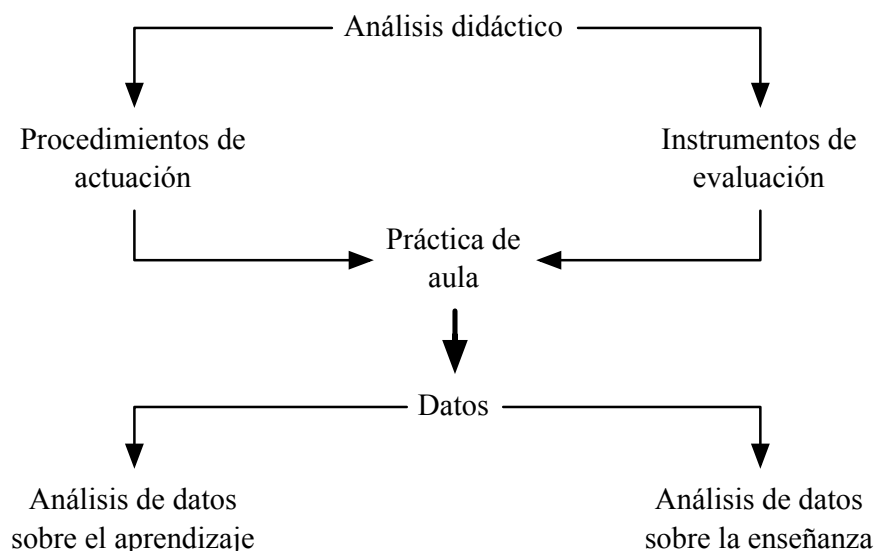 Análisis didáctico
Procedimientos de
actuación
Instrumentos de
evaluación
Práctica de
aula
Datos
Análisis de datos
sobre el aprendizaje
Análisis de datos
sobre la enseñanza